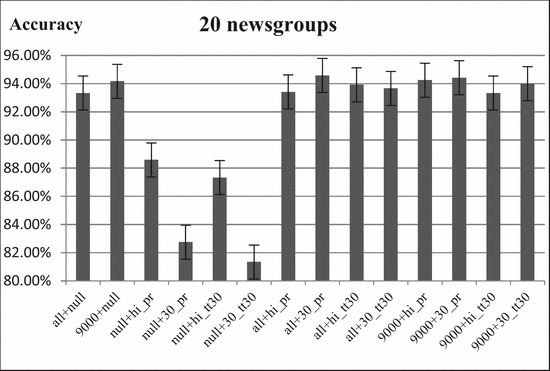 Accuracy 20 newsgroups
96.00%
94.00%
92.00%
90.00%
88.00%
86.00%
84.00%
82.00%
80.00%
all+null
9000+null
null+hi_pr
null+30_pr
null+hi_tt30
null+30_tt30
all+hi_pr
all+30_pr
all+hi_tt30
all+30_tt30
9000+hi_pr
9000+30_pr
9000+hi_tt30
9000+30_tt30